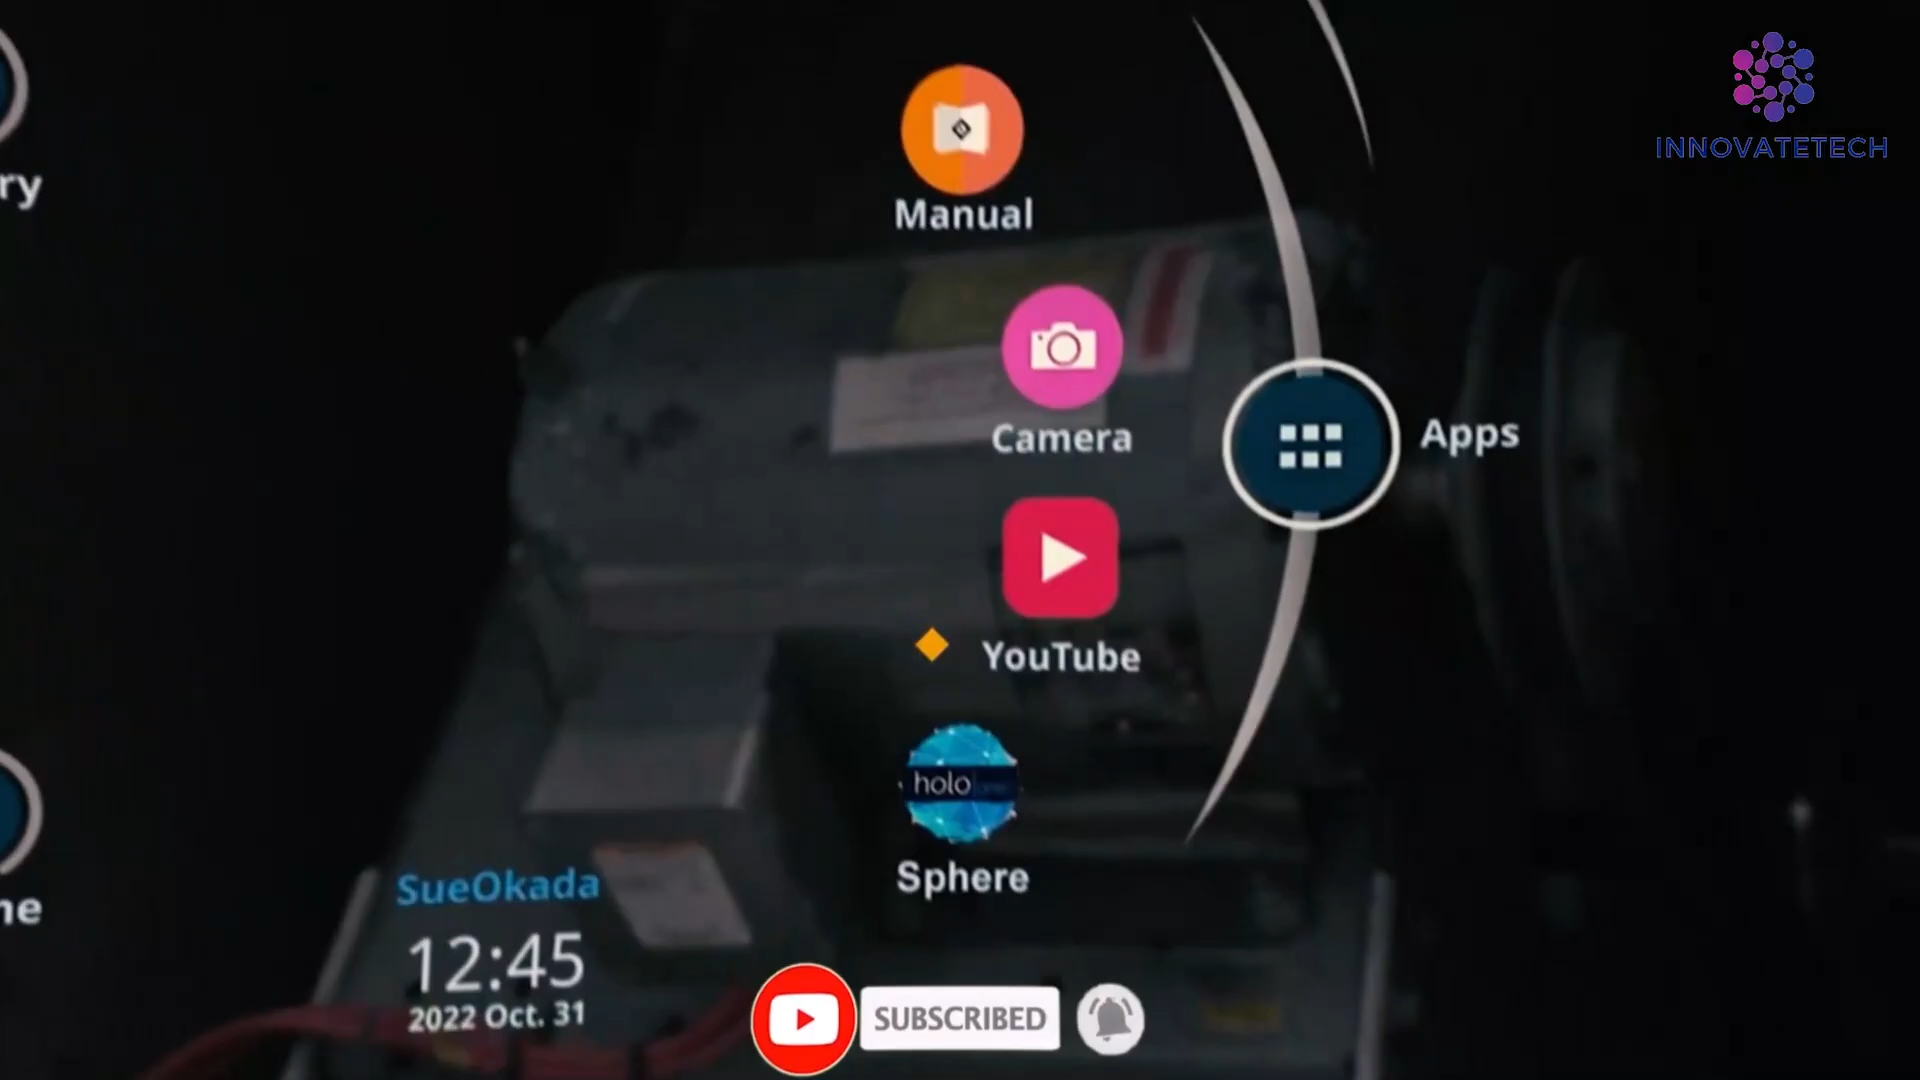 INNOVATETECH
ry
Manual
Camera
Apps
YouTube
holo
Sphere
ne
SueOkada
12:45
2022 Oct. 31
SUBSCRIBED